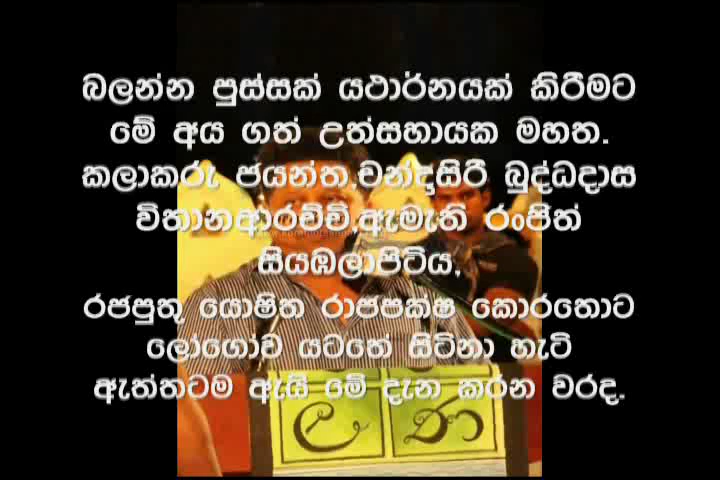 බලන්න පුස්සක් යථාර්නයක් කිරීමට
මේ අය ගත් උත්සහායක මහත.
කලාකරු ජයන්ත,චන්ද්‍රසිරි බුද්ධදාස
විතානආරච්චි,ඇමැති රංජිත්
සියඹලාපිටිය,
රජපුතු යොෂිත රාජපක්ෂ කොරතොට
ලෝගෝව යටතේ සිටිනා හැටි
ඇත්තටම ඇයි මේ දැන කරන වරද.
ල ණ